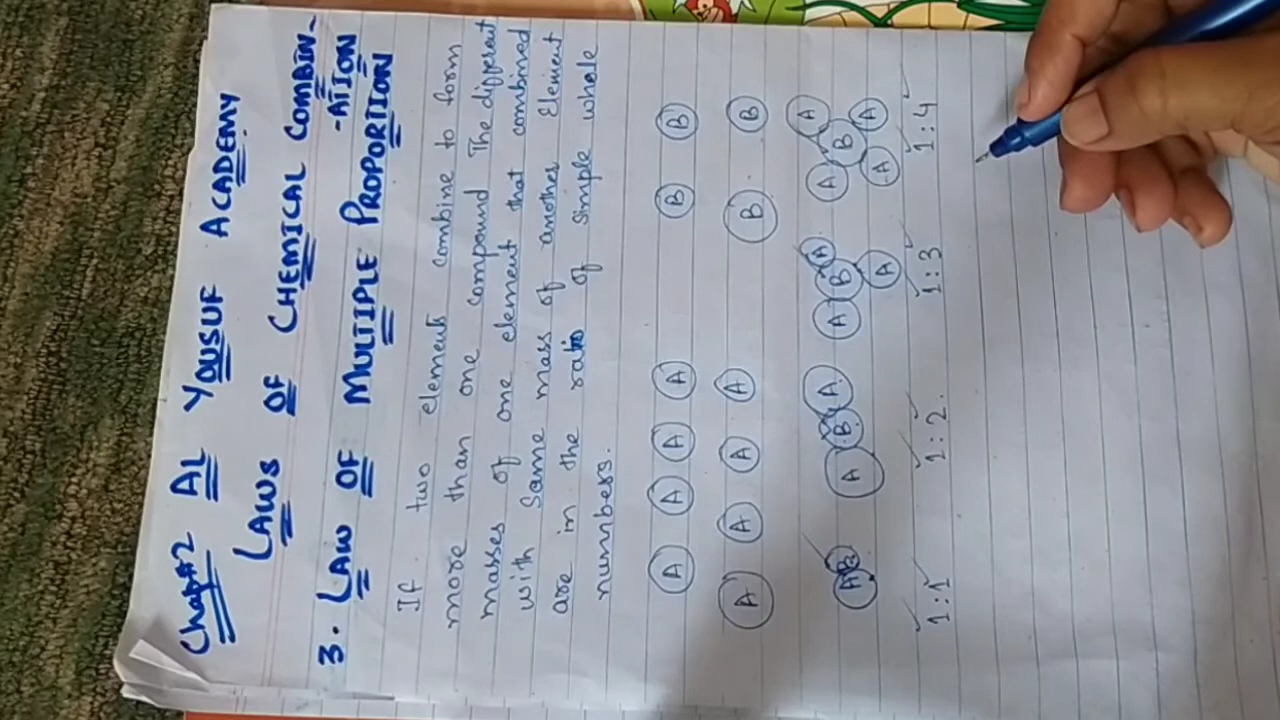 Chap#2 AL YOUSUF ACADEMY
LAWS OF CHEMICAL COMBIN-
-ATION
3. LAW OF MULTIPLE PROPORTION
If two elements combine to form
more than one compound The different
masses of one element that combined
with same mass of another Element
are in the ratio of simple whole
numbers.
A A A A B B
A A A A B B
A B A B A A B A A A B A A A
1:1 1:2 1:3 1:4